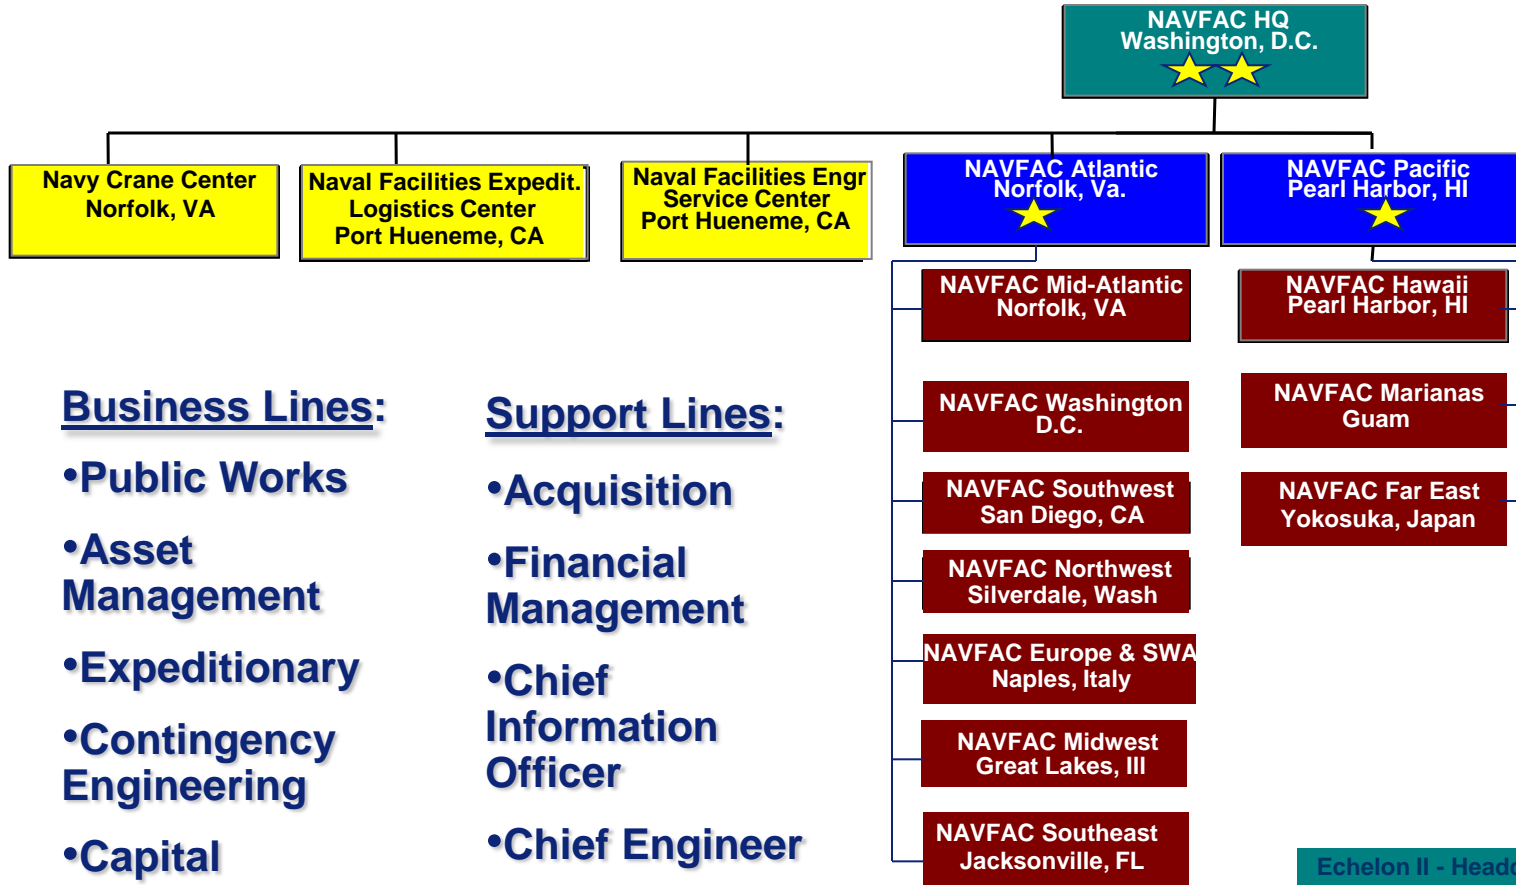 NAVFAC HQ
Washington, D.C.
Navy Crane Center
Norfolk, VA
Naval Facilities Expedit.
Logistics Center
Port Hueneme, CA
Naval Facilities Engr
Service Center
Port Hueneme, CA
NAVFAC Atlantic
Norfolk, Va.
NAVFAC Pacific
Pearl Harbor, HI
NAVFAC Mid-Atlantic
Norfolk, VA
NAVFAC Washington
D.C.
NAVFAC Southwest
San Diego, CA
NAVFAC Northwest
Silverdale, Wash
NAVFAC Europe & SWA
Naples, Italy
NAVFAC Midwest
Great Lakes, Ill
NAVFAC Southeast
Jacksonville, FL
NAVFAC Hawaii
Pearl Harbor, HI
NAVFAC Marianas
Guam
NAVFAC Far East
Yokosuka, Japan
Business Lines:
•Public Works
•Asset
Management
•Expeditionary
•Contingency
Engineering
•Capital
Support Lines:
•Acquisition
•Financial
Management
•Chief
Information
Officer
•Chief Engineer
Echelon II -